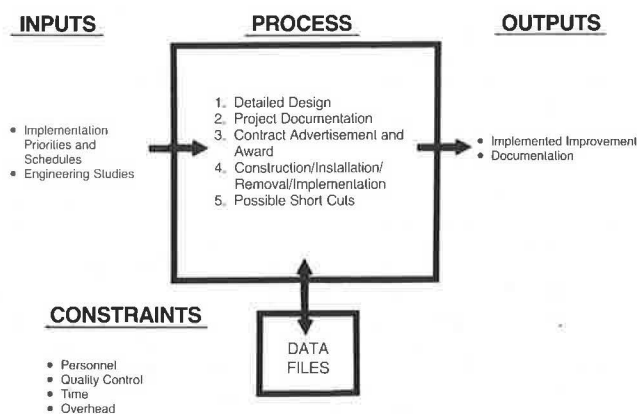 INPUTS
PROCESS
OUTPUTS
• Implementation
Priorities and
Schedules
• Engineering Studies
1. Detailed Design
2. Project Documentation
3. Contract Advertisement and
Award
4. Construction/Installation/
Removal/Implementation
5. Possible Short Cuts
• Implemented Improvement
• Documentation
CONSTRAINTS
• Personnel
• Quality Control
• Time
• Overhead
DATA
FILES